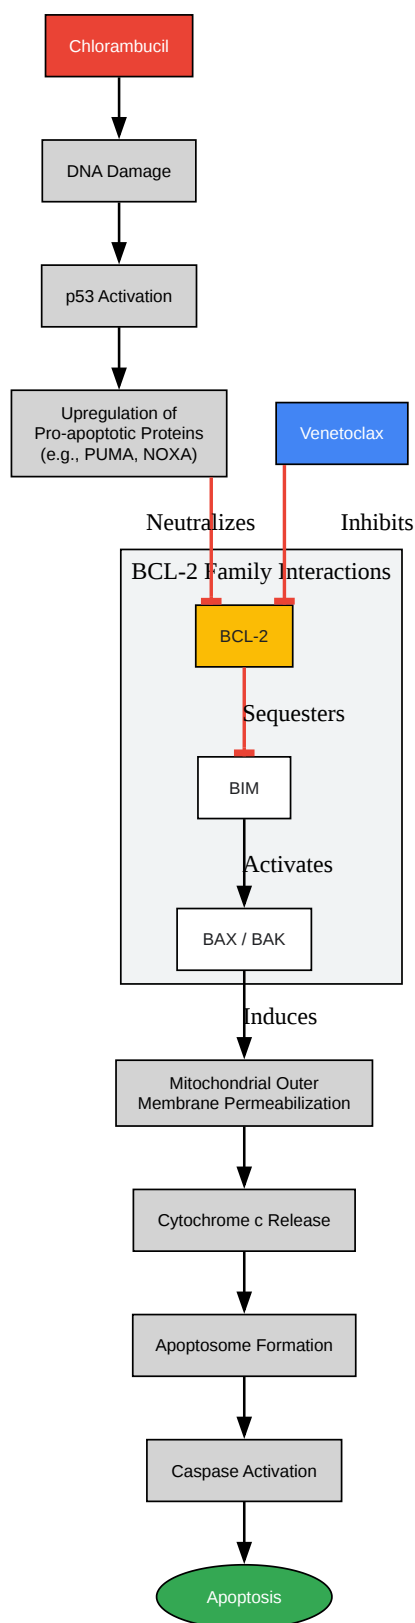 Chlorambucil
DNA Damage
p53 Activation
Upregulation of
Pro-apoptotic Proteins
(e.g., PUMA, NOXA)
Venetoclax
Neutralizes
Inhibits
BCL-2 Family Interactions
BCL-2
Sequesters
BIM
Activates
BAX / BAK
Induces
Mitochondrial Outer
Membrane Permeabilization
Cytochrome c Release
Apoptosome Formation
Caspase Activation
Apoptosis